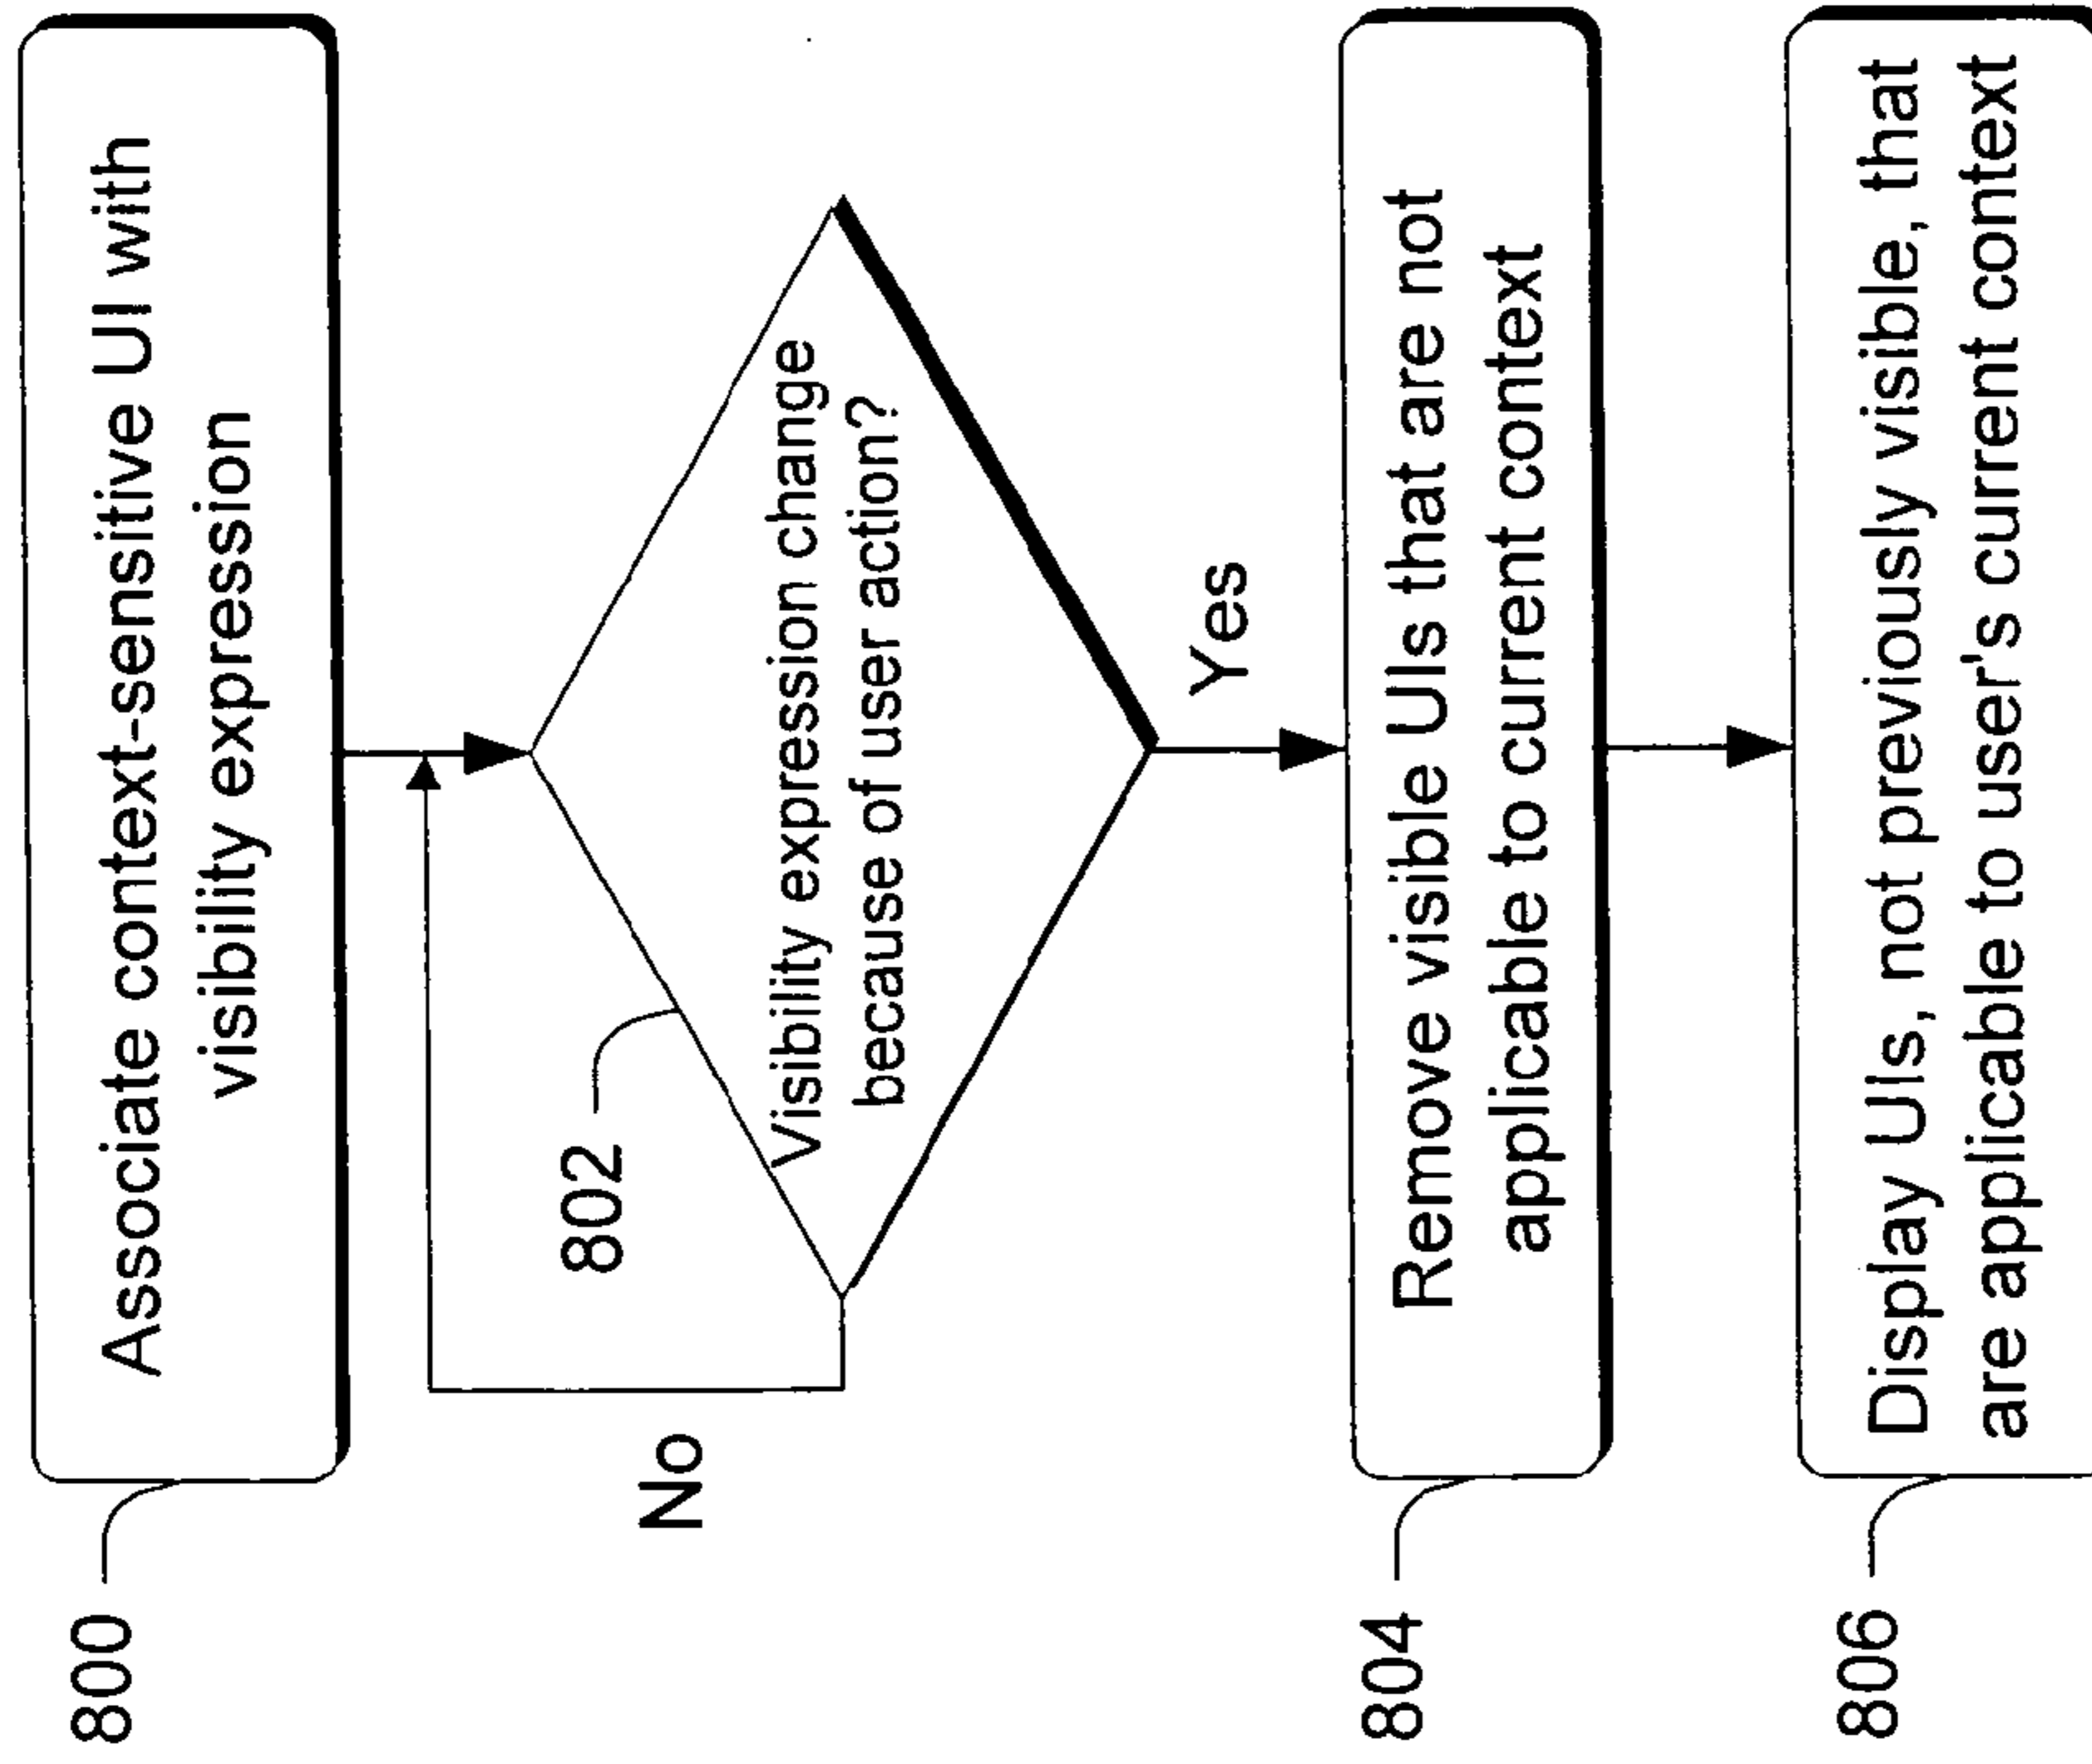 800
Associate context-sensitive UI with
visibility expression
802
Visibility expression change
because of user action?
No
Yes
804
Remove visible UIs that are not
applicable to current context
806
Display UIs, not previously visible, that
are applicable to user's current context